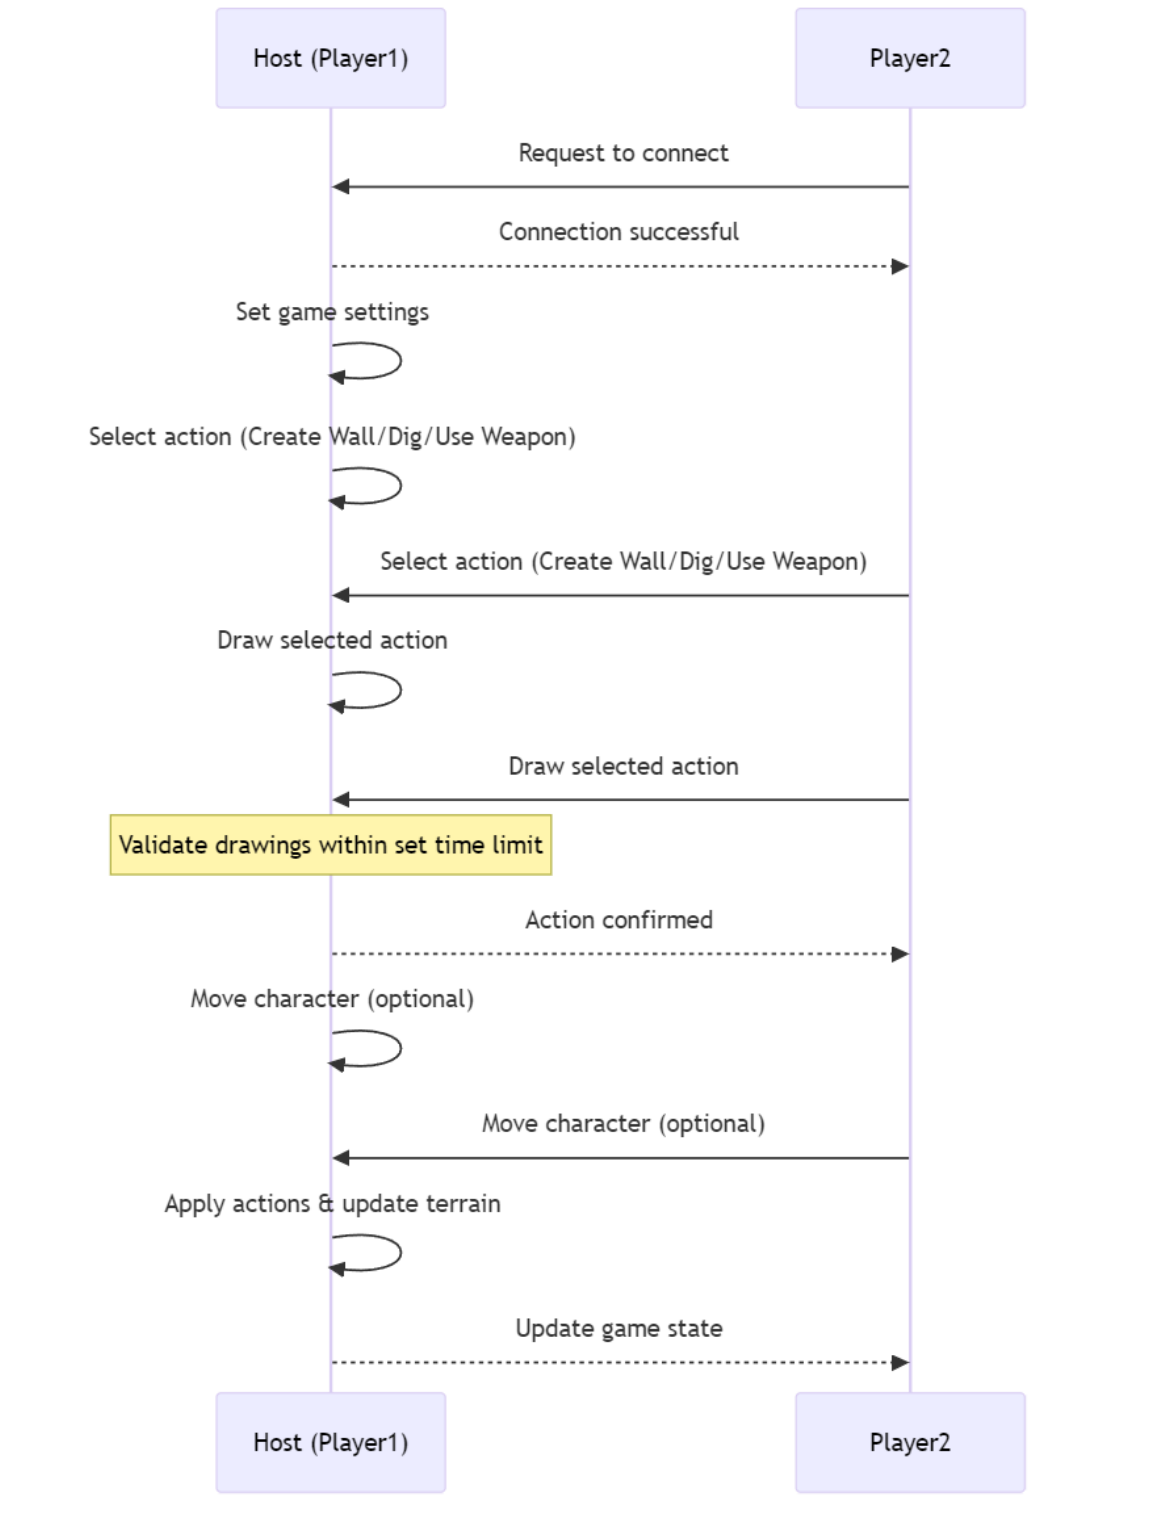 Host (Player1)
Player2
Request to connect
Connection successful
Set game settings
Select action (Create Wall/Dig/Use Weapon)
Select action (Create Wall/Dig/Use Weapon)
Draw selected action
Draw selected action
Validate drawings within set time limit
Action confirmed
Move character (optional)
Move character (optional)
Apply actions & update terrain
Update game state
Host (Player1)
Player2